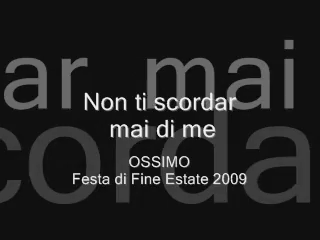 ar mai
Non ti scordar
mai di me
corda
OSSIMO
Festa di Fine Estate 2009